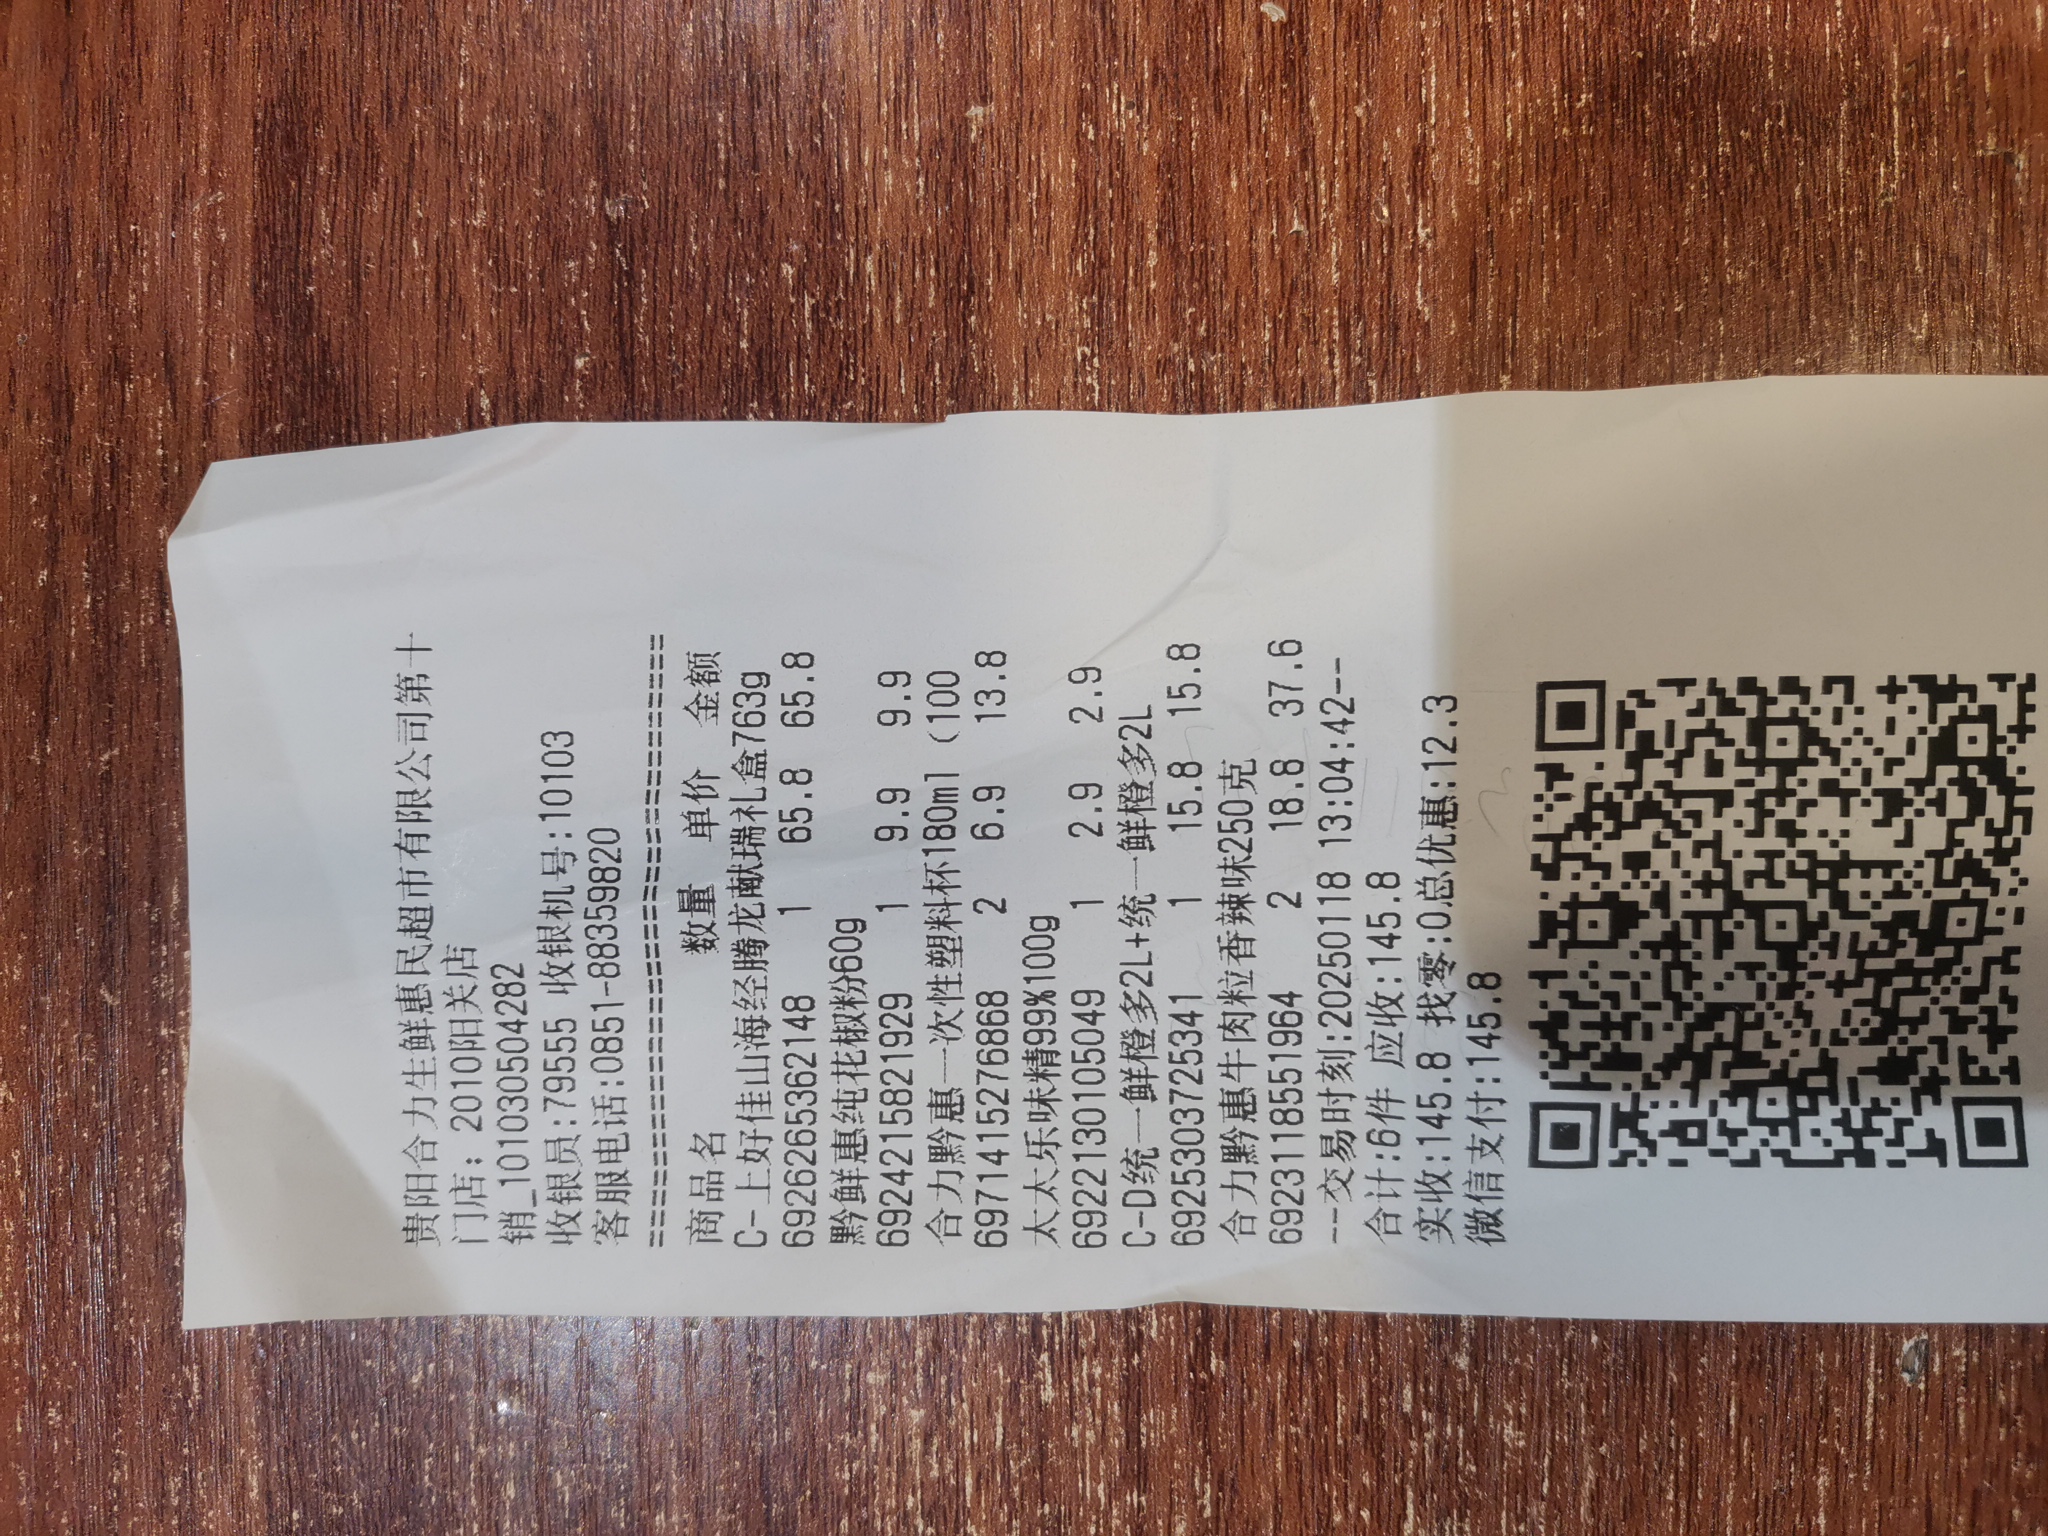 贵阳合力生鲜惠民超市有限公司第十
门店: 2010阳关店
销_101030504282
收银员:79555 收银机号:10103
客服电话:0851-88359820
================================
商品名 数量 单价 金额
C-上好佳山海经腾龙献瑞礼盒763g
6926265362148 1 65.8 65.8
黔鲜惠纯花椒粉60g
6924215821929 1 9.9 9.9
合力黔惠一次性塑料杯180ml (100
6971415276868 2 6.9 13.8
太太乐味精99%100g
6922130105049 1 2.9 2.9
C-D统一鲜橙多2L+统一鲜橙多2L
6925303725341 1 15.8 15.8
合力黔惠牛肉粒香辣味250克
6923118551964 2 18.8 37.6
--交易时刻:20250118 13:04:42--
合计:6件 应收:145.8
实收:145.8 找零:0总优惠:12.3
微信支付:145.8